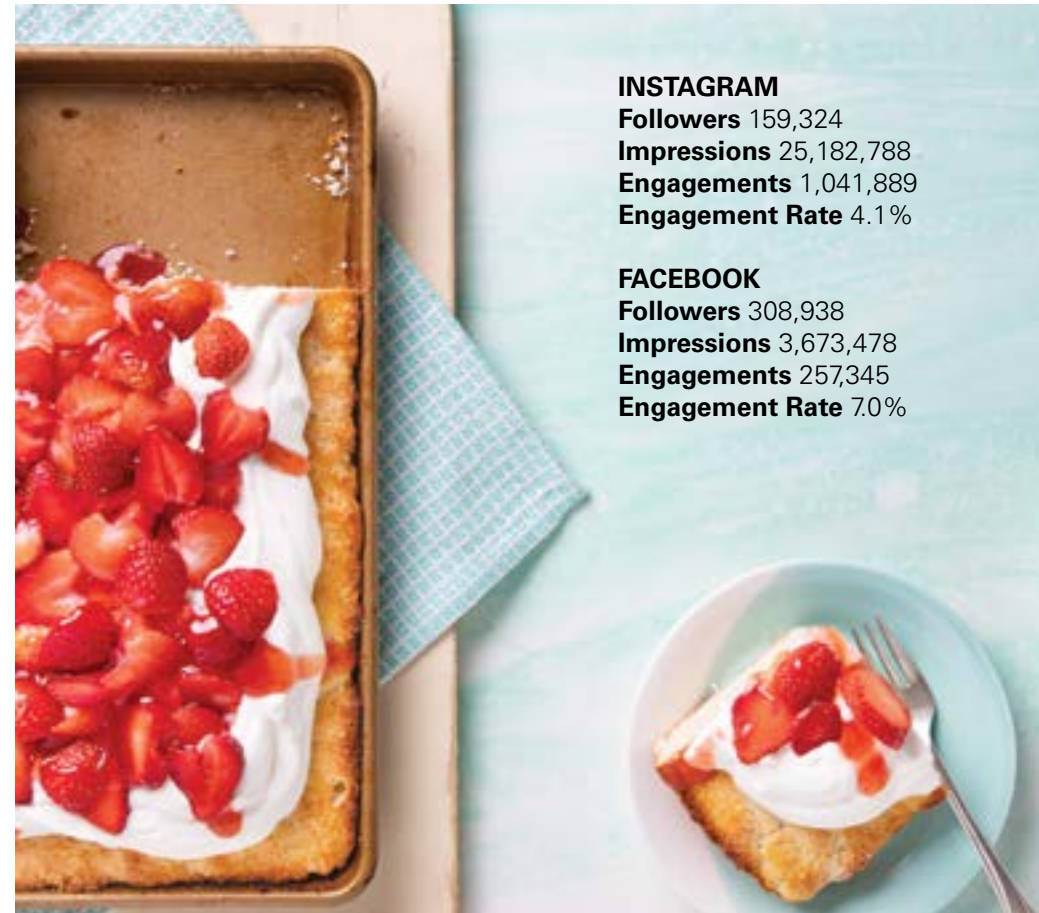 INSTAGRAM
Followers 159,324
Impressions 25,182,788
Engagements 1,041,889
Engagement Rate 4.1%
FACEBOOK
Followers 308,938
Impressions 3,673,478
Engagements 257,345
Engagement Rate 7.0%